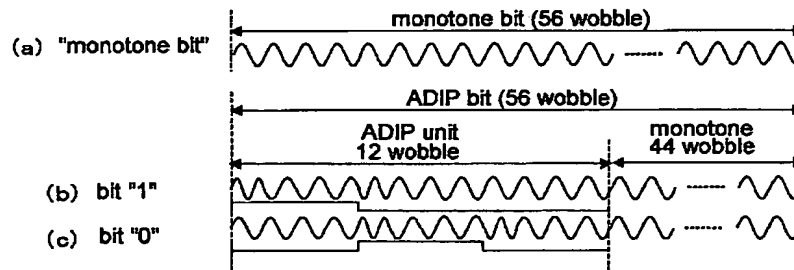 monotone bit (56 wobble)
(a) "monotone bit"
ADIP bit (56 wobble)
ADIP unit
12 wobble
monotone
44 wobble
(b) bit "1"
(c) bit "0"